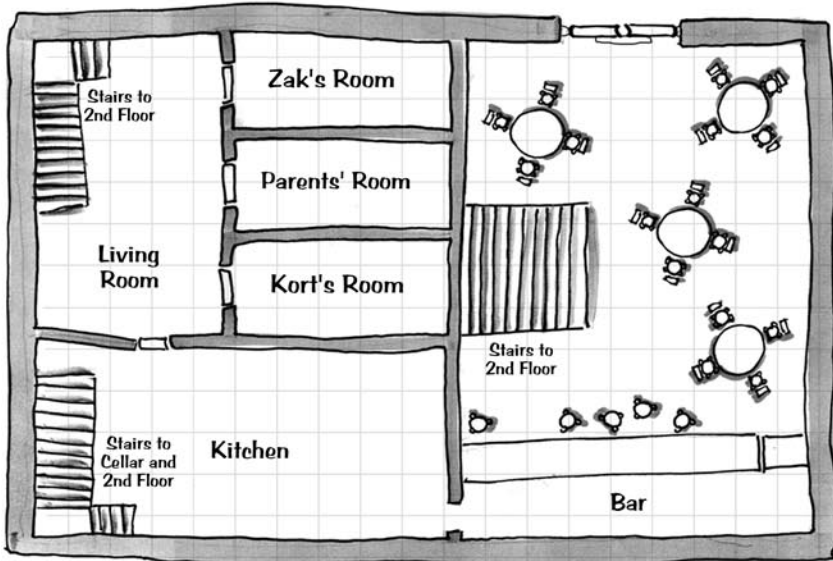 Zak's Room
Stairs to
2nd Floor
Parents' Room
Living
Room
Kort's Room
Stairs to
2nd Floor
Stairs to
Cellar and
2nd Floor
Kitchen
Bar